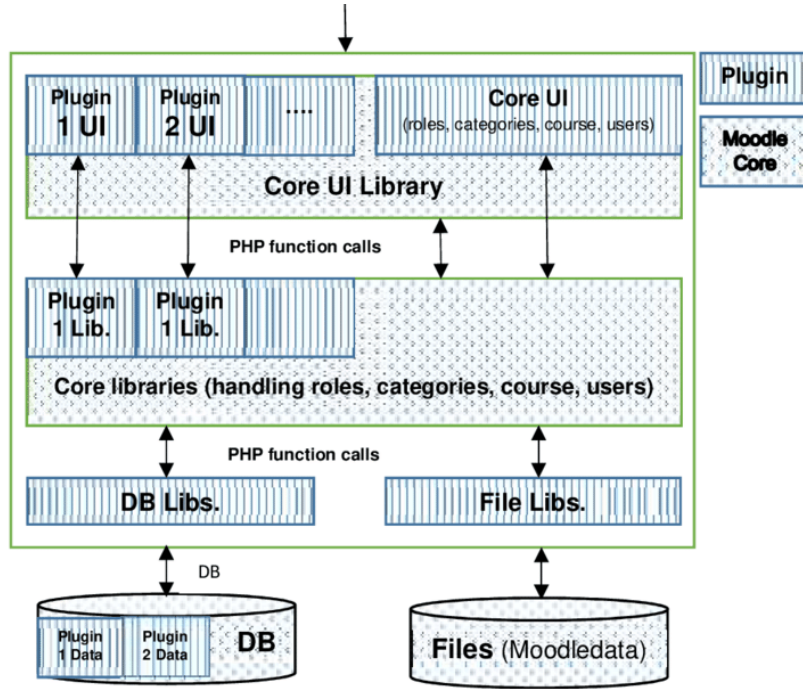 Plugin
1 UI
Plugin
2 UI
....
Core UI
(roles, categories, course, users)
Plugin
Moodle
Core
Core UI Library
PHP function calls
Plugin
1 Lib.
Plugin
1 Lib.
Core libraries (handling roles, categories, course, users)
PHP function calls
DB Libs.
File Libs.
DB
Plugin
1 Data
Plugin
2 Data
DB
Files (Moodledata)